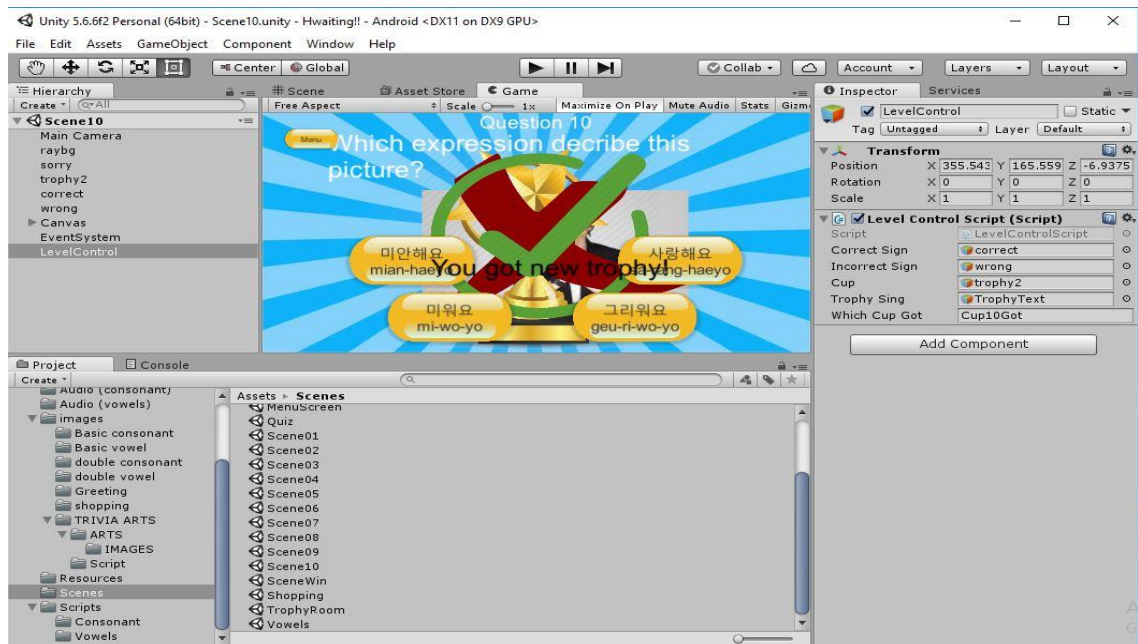 Unity 5.6.6f2 Personal (64bit) - Scene10.unity - Hwaiting!! - Android <DX11 on DX9 GPU>
File Edit Assets GameObject Component Window Help
Center Global Collab Account Layers Layout
Hierarchy
Create All
Scene10
Main Camera
raybg
sorry
trophy2
correct
wrong
Canvas
EventSystem
LevelControl
Scene Asset Store Game
Free Aspect Scale 1x Maximize On Play Mute Audio Stats Gizm
Question 10
Menu
Which expression decribe this
picture?
미안해요
mian-haeyo
사랑해요
You got new trophy!
미워요
mi-wo-yo
그리워요
geu-ri-wo-yo
Inspector Services
LevelControl Static
Tag Untagged Layer Default
Transform
Position X 355.543 Y 165.559 Z -6.9375
Rotation X 0 Y 0 Z 0
Scale X 1 Y 1 Z 1
Level Control Script (Script)
Script LevelControlScript
Correct Sign correct
Incorrect Sign wrong
Cup trophy2
Trophy Sing TrophyText
Which Cup Got Cup10Got
Add Component
Project Console
Create
Audio (consonant)
Audio (vowels)
images
Basic consonant
Basic vowel
double consonant
double vowel
Greeting
shopping
TRIVIA ARTS
ARTS
IMAGES
Script
Resources
Scenes
Scripts
Consonant
Vowels
Assets Scenes
MenuScreen
Quiz
Scene01
Scene02
Scene03
Scene04
Scene05
Scene06
Scene07
Scene08
Scene09
Scene10
SceneWin
Shopping
TrophyRoom
Vowels